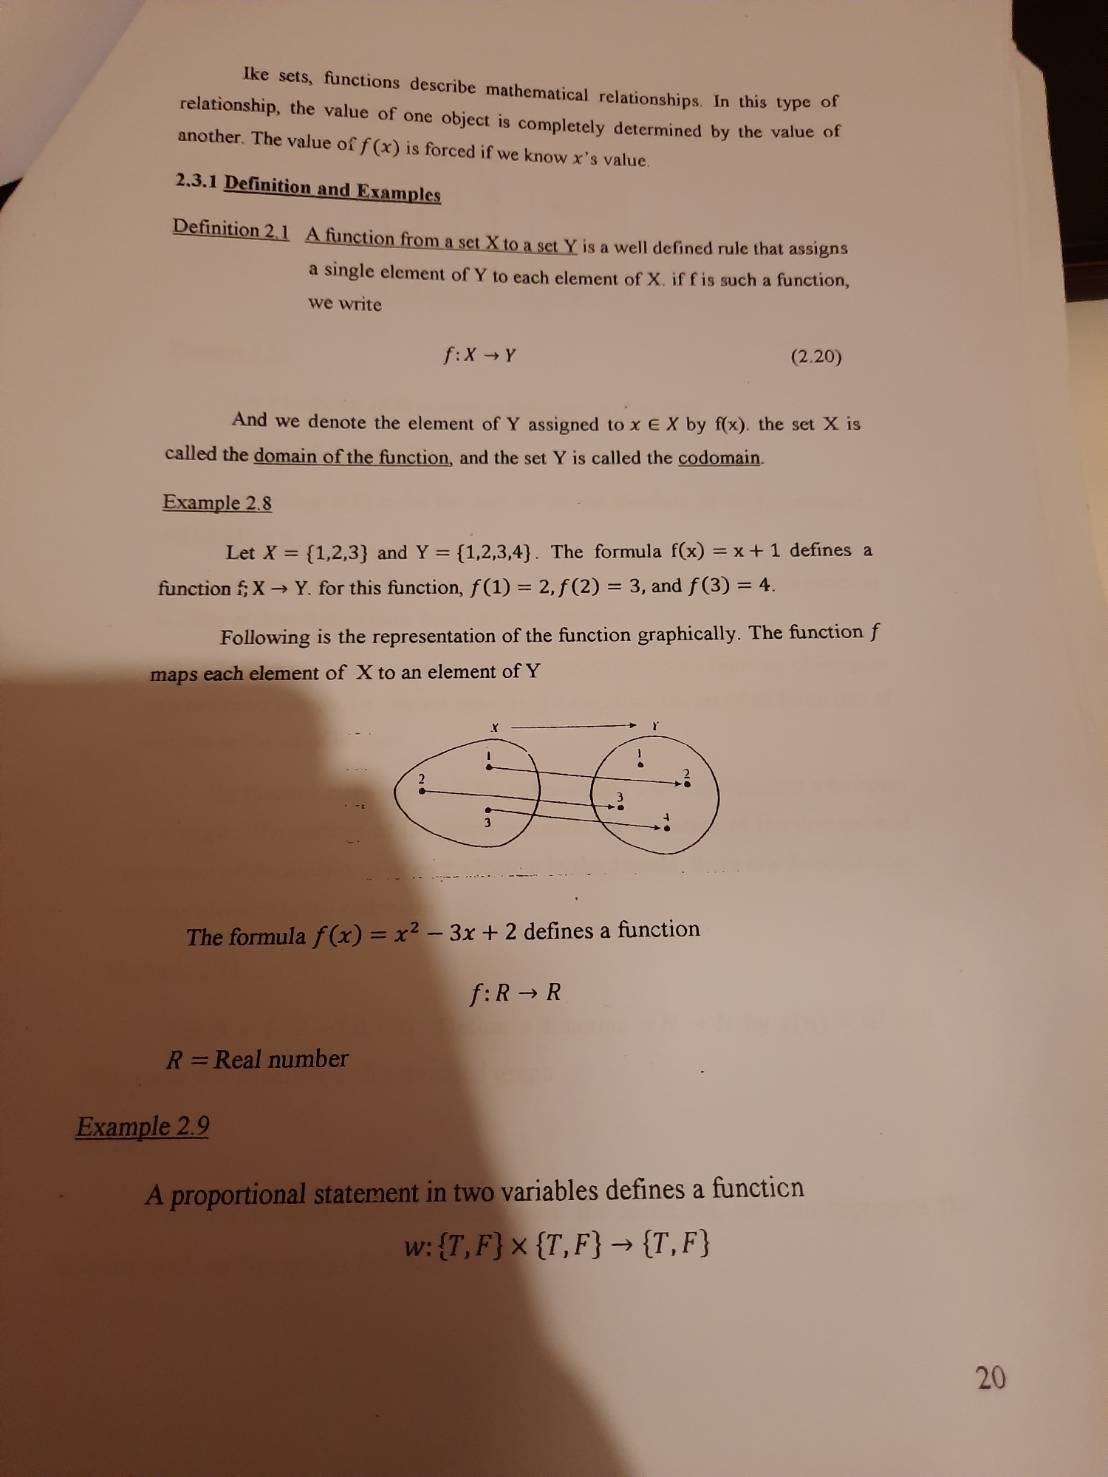 Ike sets, functions describe mathematical relationships. In this type of
relationship, the value of one object is completely determined by the value of
another. The value of f(x) is forced if we know x's value.
2.3.1 Definition and Examples
Definition 2.1 A function from a set X to a set Y is a well defined rule that assigns
a single element of Y to each element of X. if f is such a function,
we write
f: X → Y (2.20)
And we denote the element of Y assigned to x ∈ X by f(x). the set X is
called the domain of the function, and the set Y is called the codomain.
Example 2.8
Let X = {1,2,3} and Y = {1,2,3,4}. The formula f(x) = x + 1 defines a
function f; X → Y. for this function, f(1) = 2, f(2) = 3, and f(3) = 4.
Following is the representation of the function graphically. The function f
maps each element of X to an element of Y
X Y
1 1
2 2
3
3 4
The formula f(x) = x² − 3x + 2 defines a function
f: R → R
R = Real number
Example 2.9
A proportional statement in two variables defines a function
w: {T, F} × {T, F} → {T, F}
20